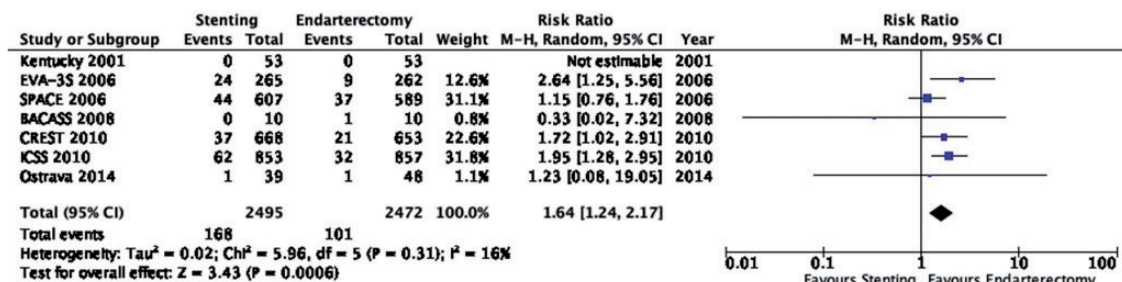 Stenting Endarterectomy Risk Ratio Risk Ratio
Study or Subgroup Events Total Events Total Weight M-H, Random, 95% CI Year M-H, Random, 95% CI
Kentucky 2001 0 53 0 53 Not estimable 2001
EVA-3S 2006 24 265 9 262 12.6% 2.64 [1.25, 5.56] 2006
SPACE 2006 44 607 37 589 31.1% 1.15 [0.76, 1.76] 2006
BACASS 2008 0 10 1 10 0.8% 0.33 [0.02, 7.32] 2008
CREST 2010 37 668 21 653 22.6% 1.72 [1.02, 2.91] 2010
ICSS 2010 62 853 32 857 31.8% 1.95 [1.28, 2.95] 2010
Ostrava 2014 1 39 1 48 1.1% 1.23 [0.08, 19.05] 2014
Total (95% CI) 2495 2472 100.0% 1.64 [1.24, 2.17]
Total events 168 101
Heterogeneity: Tau² = 0.02; Chi² = 5.96, df = 5 (P = 0.31); I² = 16%
Test for overall effect: Z = 3.43 (P = 0.0006)
0.01 0.1 1 10 100
Favours Stenting Favours Endarterectomy